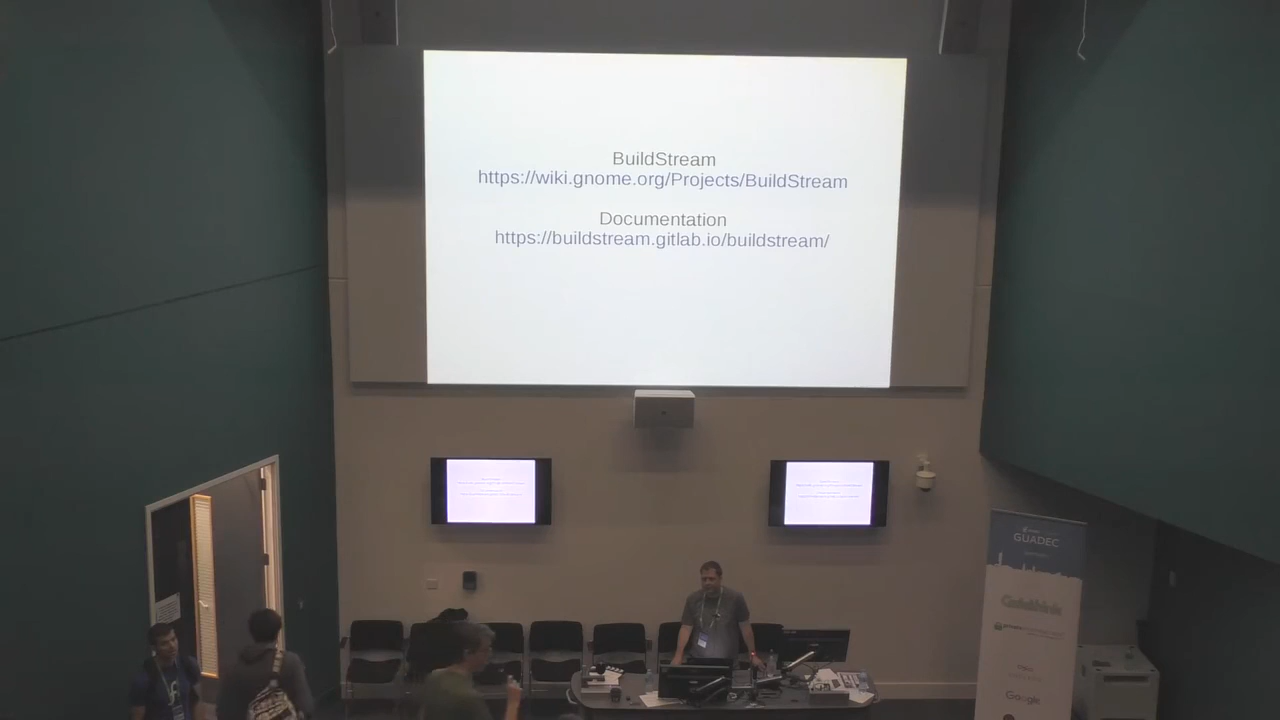 BuildStream
https://wiki.gnome.org/Projects/BuildStream
Documentation
https://buildstream.gitlab.io/buildstream/
GUADEC
Codethink
Google